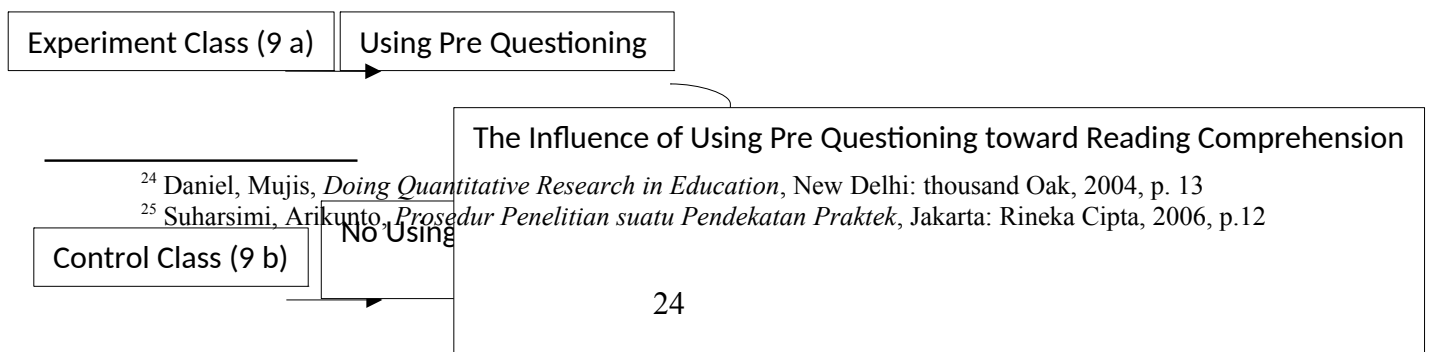 Experiment Class (9 a)
Using Pre Questioning
The Influence of Using Pre Questioning toward Reading Comprehension
24 Daniel, Mujis, Doing Quantitative Research in Education, New Delhi: thousand Oak, 2004, p. 13
25 Suharsimi, Arikunto, Prosedur Penelitian suatu Pendekatan Praktek, Jakarta: Rineka Cipta, 2006, p.12
No Using
Control Class (9 b)
24